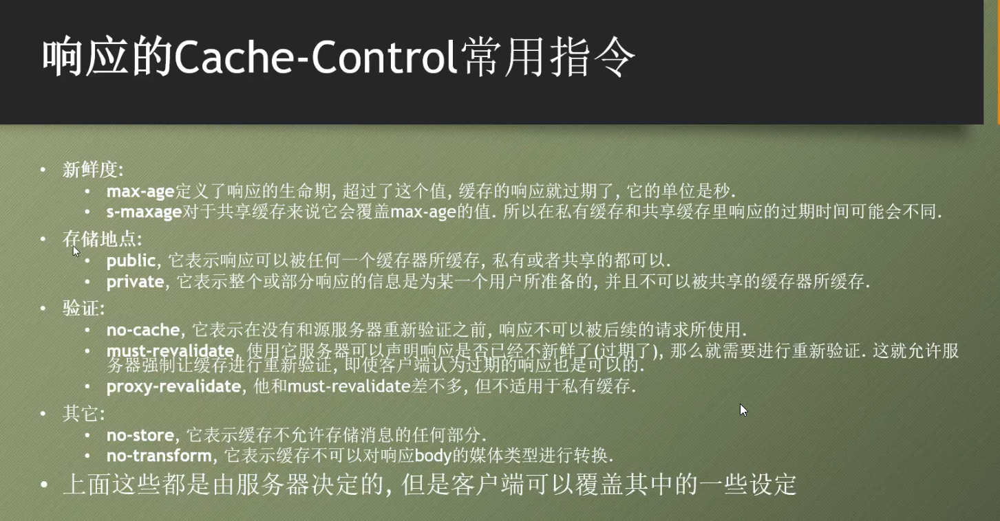 响应的Cache-Control常用指令
• 新鲜度:
• max-age定义了响应的生命期, 超过了这个值, 缓存的响应就过期了, 它的单位是秒.
• s-maxage对于共享缓存来说它会覆盖max-age的值. 所以在私有缓存和共享缓存里响应的过期时间可能会不同.
• 存储地点:
• public, 它表示响应可以被任何一个缓存器所缓存, 私有或者共享的都可以.
• private, 它表示整个或部分响应的信息是为某一个用户所准备的, 并且不可以被共享的缓存器所缓存.
• 验证:
• no-cache, 它表示在没有和源服务器重新验证之前, 响应不可以被后续的请求所使用.
• must-revalidate, 使用它服务器可以声明响应是否已经不新鲜了(过期了), 那么就需要进行重新验证. 这就允许服
务器强制让缓存进行重新验证, 即使客户端认为过期的响应也是可以的.
• proxy-revalidate, 他和must-revalidate差不多, 但不适用于私有缓存.
• 其它:
• no-store, 它表示缓存不允许存储消息的任何部分.
• no-transform, 它表示缓存不可以对响应body的媒体类型进行转换.
• 上面这些都是由服务器决定的, 但是客户端可以覆盖其中的一些设定